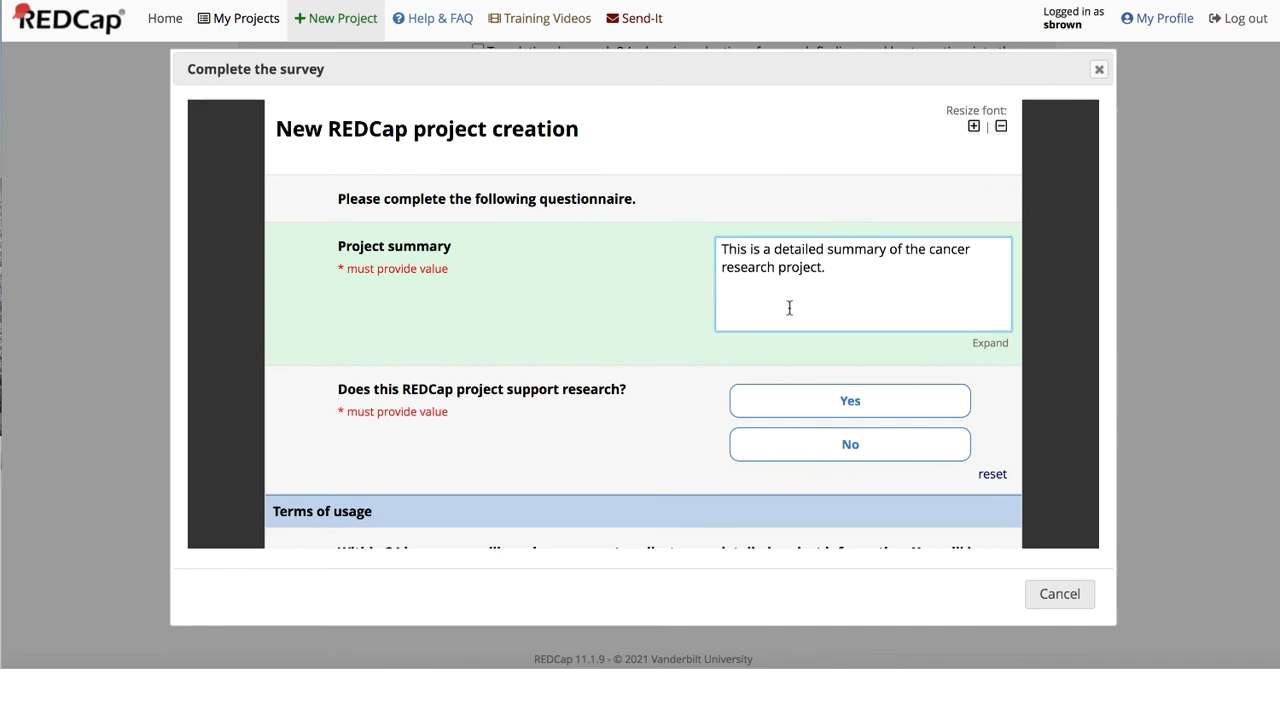 REDCap Home My Projects + New Project Help & FAQ Training Videos Send-It Logged in as sbrown My Profile Log out
Complete the survey
New REDCap project creation
Resize font:
|
Please complete the following questionnaire.
Project summary
* must provide value
This is a detailed summary of the cancer
research project.
Expand
Does this REDCap project support research?
* must provide value
Yes
No
reset
Terms of usage
Cancel
REDCap 11.1.9 - © 2021 Vanderbilt University